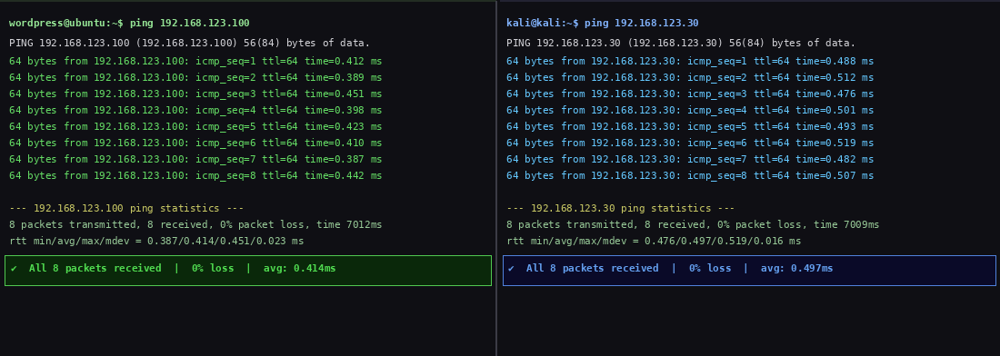 wordpress@ubuntu:~$ ping 192.168.123.100
PING 192.168.123.100 (192.168.123.100) 56(84) bytes of data.
64 bytes from 192.168.123.100: icmp_seq=1 ttl=64 time=0.412 ms
64 bytes from 192.168.123.100: icmp_seq=2 ttl=64 time=0.389 ms
64 bytes from 192.168.123.100: icmp_seq=3 ttl=64 time=0.451 ms
64 bytes from 192.168.123.100: icmp_seq=4 ttl=64 time=0.398 ms
64 bytes from 192.168.123.100: icmp_seq=5 ttl=64 time=0.423 ms
64 bytes from 192.168.123.100: icmp_seq=6 ttl=64 time=0.410 ms
64 bytes from 192.168.123.100: icmp_seq=7 ttl=64 time=0.387 ms
64 bytes from 192.168.123.100: icmp_seq=8 ttl=64 time=0.442 ms
--- 192.168.123.100 ping statistics ---
8 packets transmitted, 8 received, 0% packet loss, time 7012ms
rtt min/avg/max/mdev = 0.387/0.414/0.451/0.023 ms
✔ All 8 packets received | 0% loss | avg: 0.414ms
kali@kali:~$ ping 192.168.123.30
PING 192.168.123.30 (192.168.123.30) 56(84) bytes of data.
64 bytes from 192.168.123.30: icmp_seq=1 ttl=64 time=0.488 ms
64 bytes from 192.168.123.30: icmp_seq=2 ttl=64 time=0.512 ms
64 bytes from 192.168.123.30: icmp_seq=3 ttl=64 time=0.476 ms
64 bytes from 192.168.123.30: icmp_seq=4 ttl=64 time=0.501 ms
64 bytes from 192.168.123.30: icmp_seq=5 ttl=64 time=0.493 ms
64 bytes from 192.168.123.30: icmp_seq=6 ttl=64 time=0.519 ms
64 bytes from 192.168.123.30: icmp_seq=7 ttl=64 time=0.482 ms
64 bytes from 192.168.123.30: icmp_seq=8 ttl=64 time=0.507 ms
--- 192.168.123.30 ping statistics ---
8 packets transmitted, 8 received, 0% packet loss, time 7009ms
rtt min/avg/max/mdev = 0.476/0.497/0.519/0.016 ms
✔ All 8 packets received | 0% loss | avg: 0.497ms